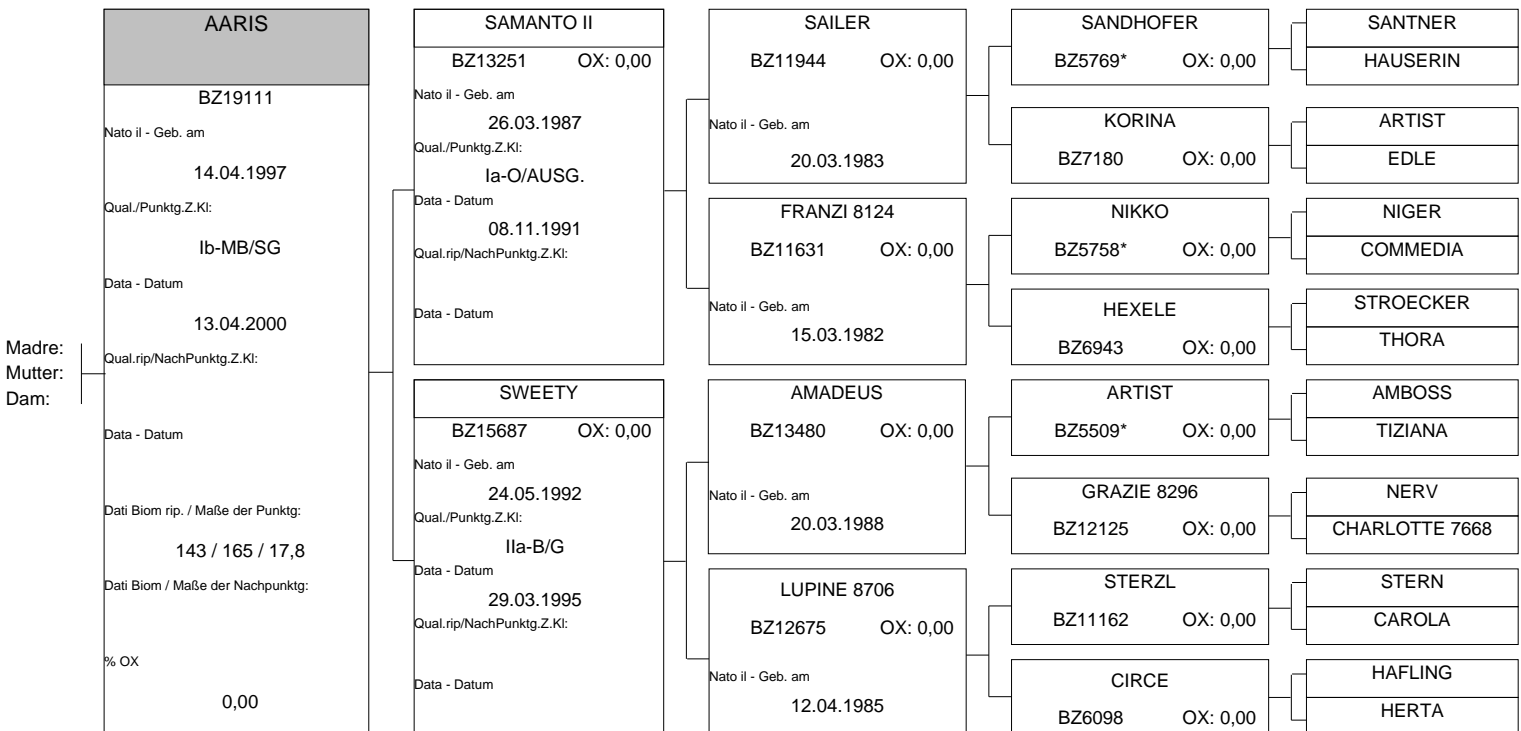 Madre:
Mutter:
Dam:
AARIS
BZ19111
Nato il - Geb. am
14.04.1997
Qual./Punktg.Z.Kl:
Ib-MB/SG
Data - Datum
13.04.2000
Qual.rip/NachPunktg.Z.Kl:
Data - Datum
Dati Biom rip. / Maße der Punktg:
143 / 165 / 17,8
Dati Biom / Maße der Nachpunktg:
% OX
0,00
SAMANTO II
BZ13251 OX: 0,00
Nato il - Geb. am
26.03.1987
Qual./Punktg.Z.Kl:
Ia-O/AUSG.
Data - Datum
08.11.1991
Qual.rip/NachPunktg.Z.Kl:
Data - Datum
SWEETY
BZ15687 OX: 0,00
Nato il - Geb. am
24.05.1992
Qual./Punktg.Z.Kl:
IIa-B/G
Data - Datum
29.03.1995
Qual.rip/NachPunktg.Z.Kl:
Data - Datum
SAILER
BZ11944 OX: 0,00
Nato il - Geb. am
20.03.1983
FRANZI 8124
BZ11631 OX: 0,00
Nato il - Geb. am
15.03.1982
AMADEUS
BZ13480 OX: 0,00
Nato il - Geb. am
20.03.1988
LUPINE 8706
BZ12675 OX: 0,00
Nato il - Geb. am
12.04.1985
SANDHOFER
BZ5769* OX: 0,00
KORINA
BZ7180 OX: 0,00
NIKKO
BZ5758* OX: 0,00
HEXELE
BZ6943 OX: 0,00
ARTIST
BZ5509* OX: 0,00
GRAZIE 8296
BZ12125 OX: 0,00
STERZL
BZ11162 OX: 0,00
CIRCE
BZ6098 OX: 0,00
SANTNER
HAUSERIN
ARTIST
EDLE
NIGER
COMMEDIA
STROECKER
THORA
AMBOSS
TIZIANA
NERV
CHARLOTTE 7668
STERN
CAROLA
HAFLING
HERTA